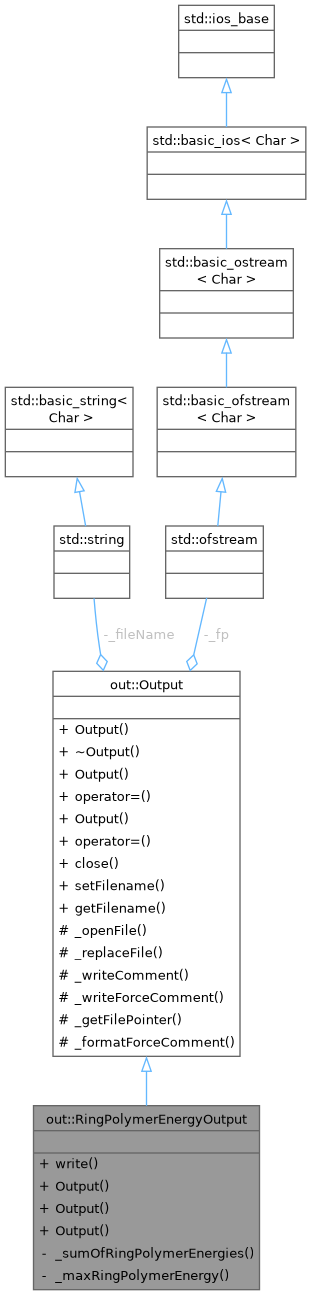 std::ios_base
std::basic_ios< Char >
std::basic_ostream
< Char >
std::basic_string<
Char >
std::basic_ofstream
< Char >
std::string
std::ofstream
-_fileName
-_fp
out::Output
+ Output()
+ ~Output()
+ Output()
+ operator=()
+ Output()
+ operator=()
+ close()
+ setFilename()
+ getFilename()
# _openFile()
# _replaceFile()
# _writeComment()
# _writeForceComment()
# _getFilePointer()
# _formatForceComment()
out::RingPolymerEnergyOutput
+ write()
+ Output()
+ Output()
+ Output()
- _sumOfRingPolymerEnergies()
- _maxRingPolymerEnergy()